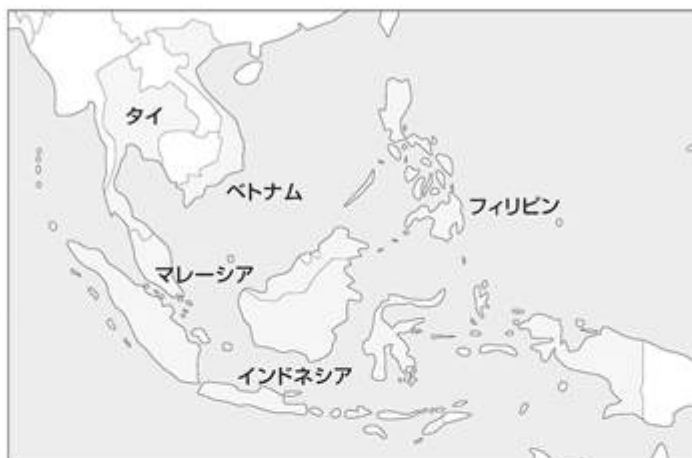 タイ
ベトナム
フィリピン
マレーシア
インドネシア